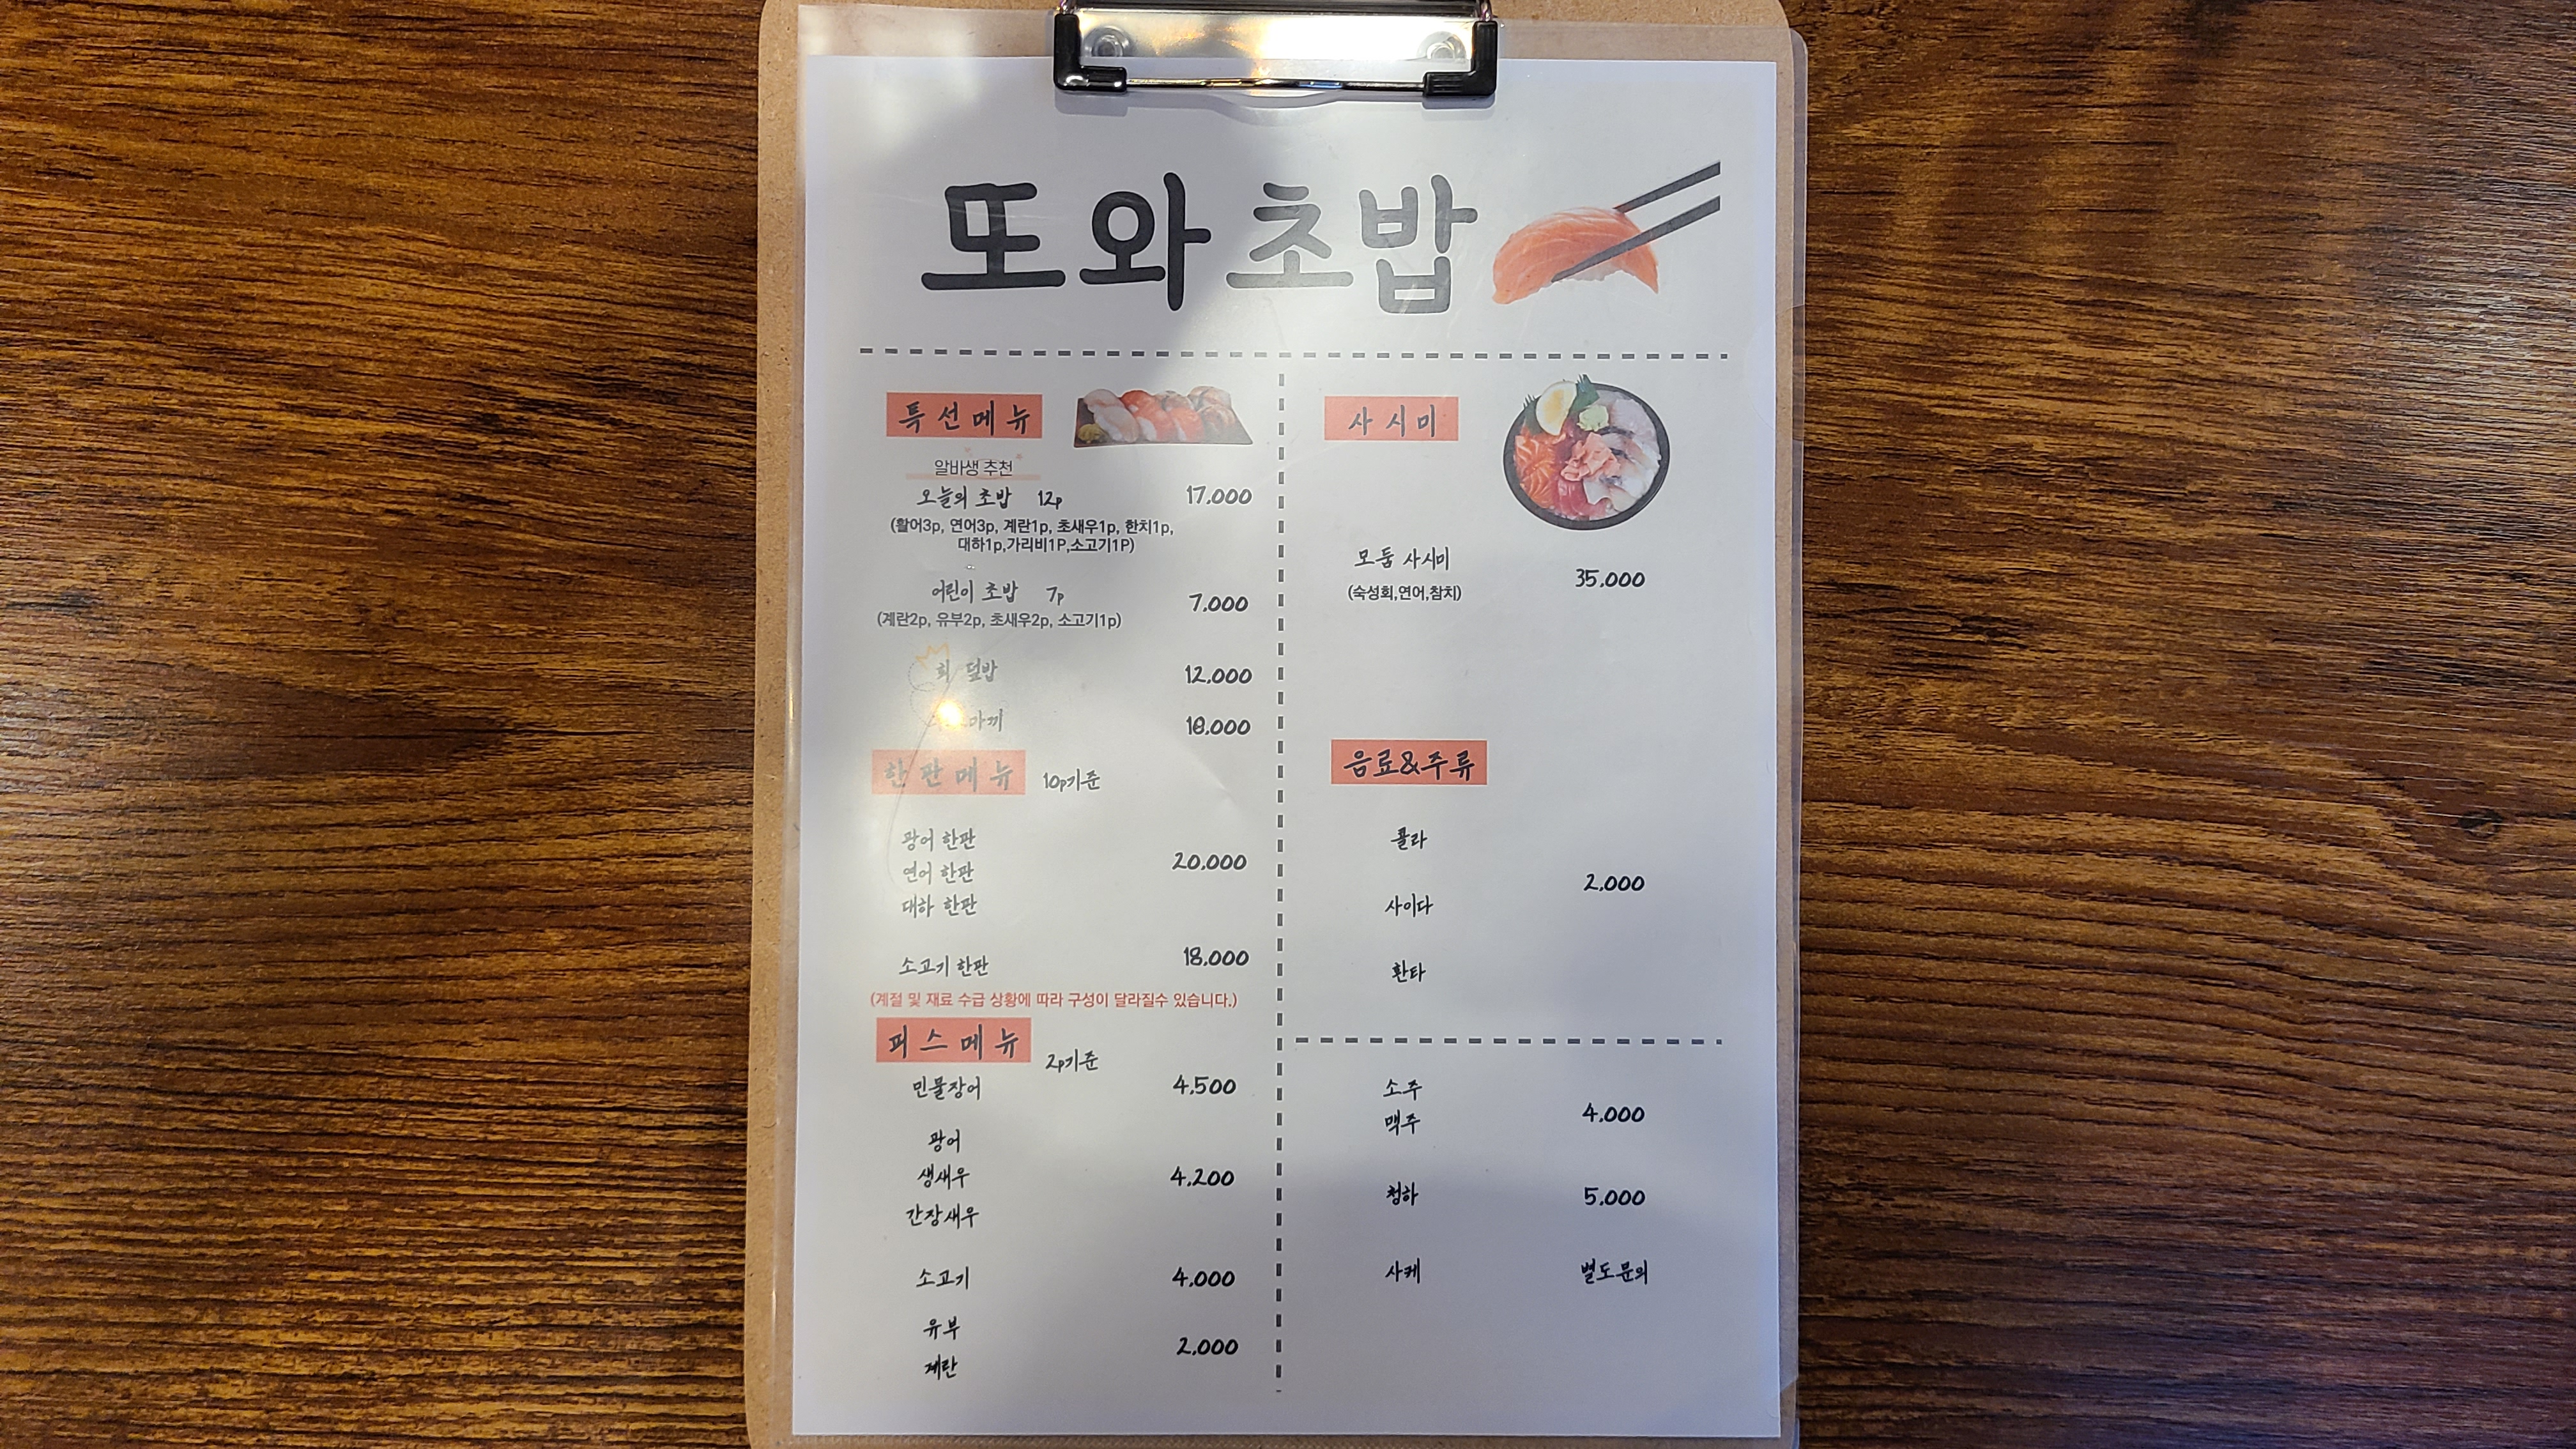 또와 초밥
특선메뉴
알바생 추천
오늘의 초밥 12p 17,000
(활어3p, 연어3p, 계란1p, 초새우1p, 한치1p,
대하1p,가리비1P,소고기1P)
어린이 초밥 7p 7,000
(계란2p, 유부2p, 초새우2p, 소고기1p)
회 덮밥 12,000
마끼 18,000
한판메뉴 10p기준
광어 한판
연어 한판 20,000
대하 한판
소고기 한판 18,000
(계절 및 재료 수급 상황에 따라 구성이 달라질수 있습니다.)
피스메뉴 2p기준
민물장어 4,500
광어
생새우 4,200
간장새우
소고기 4,000
유부
계란 2,000
사시미
모둠 사시미 35,000
(숙성회,연어,참치)
음료&주류
콜라
사이다 2,000
환타
소주
맥주 4,000
청하 5,000
사케 별도문의